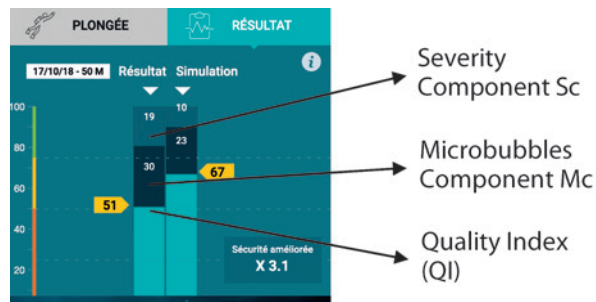 PLONGÉE
RÉSULTAT
17/10/18 - 50 M
Résultat Simulation
i
100
80
60
40
20
19
10
30
23
51
67
Sécurité améliorée
X 3.1
Severity
Component Sc
Microbubbles
Component Mc
Quality Index
(QI)